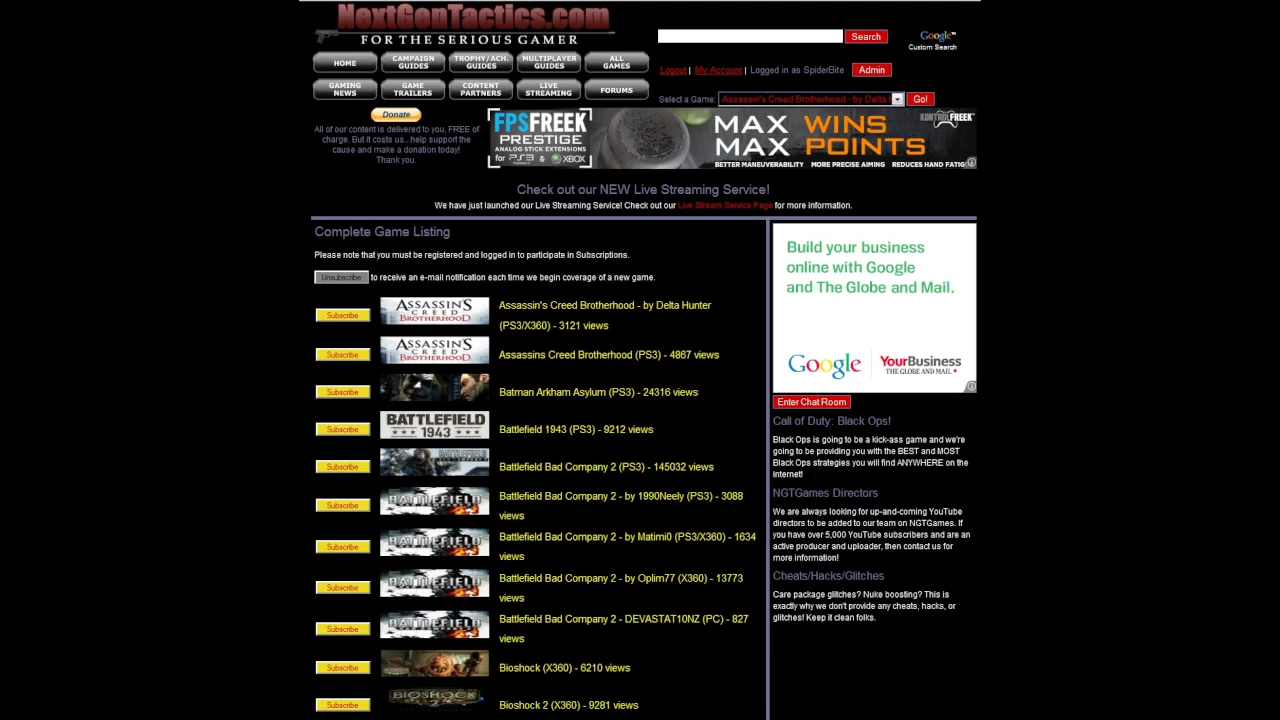 NextGenTactics.com
FOR THE SERIOUS GAMER
Search
Google™
Custom Search
HOME
CAMPAIGN GUIDES
TROPHY/ACH. GUIDES
MULTIPLAYER GUIDES
ALL GAMES
Logout | My Account | Logged in as SpiderBite Admin
GAMING NEWS
GAME TRAILERS
CONTENT PARTNERS
LIVE STREAMING
FORUMS
Select a Game: Assassin's Creed Brotherhood - by Delta Go!
Donate
All of our content is delivered to you, FREE of
charge. But it costs us...help support the
cause and make a donation today!
Thank you.
FPSFREEK
PRESTIGE
ANALOG STICK EXTENSIONS
for PS3 & XBOX
MAX WINS
MAX POINTS
BETTER MANEUVERABILITY MORE PRECISE AIMING REDUCES HAND FATIG
KONTROLFREEK
Check out our NEW Live Streaming Service!
We have just launched our Live Streaming Service! Check out our Live Stream Service Page for more information.
Complete Game Listing
Please note that you must be registered and logged in to participate in Subscriptions.
Unsubscribe to receive an e-mail notification each time we begin coverage of a new game.
Subscribe
ASSASSIN'S
CREED
BROTHERHOOD
Assassin's Creed Brotherhood - by Delta Hunter
(PS3/X360) - 3121 views
Subscribe
ASSASSIN'S
CREED
BROTHERHOOD
Assassins Creed Brotherhood (PS3) - 4867 views
Subscribe
Batman Arkham Asylum (PS3) - 24316 views
Subscribe
BATTLEFIELD
1943
Battlefield 1943 (PS3) - 9212 views
Subscribe
BATTLEFIELD
Battlefield Bad Company 2 (PS3) - 145032 views
Subscribe
BATTLEFIELD
Battlefield Bad Company 2 - by 1990Neely (PS3) - 3088
views
Subscribe
BATTLEFIELD
Battlefield Bad Company 2 - by Matimi0 (PS3/X360) - 1634
views
Subscribe
BATTLEFIELD
Battlefield Bad Company 2 - by Oplim77 (X360) - 13773
views
Subscribe
BATTLEFIELD
Battlefield Bad Company 2 - DEVASTAT10NZ (PC) - 827
views
Subscribe
Bioshock (X360) - 6210 views
Subscribe
BIOSHOCK
2
Bioshock 2 (X360) - 9281 views
Build your business
online with Google
and The Globe and Mail.
Google
YourBusiness
THE GLOBE AND MAIL
Enter Chat Room
Call of Duty: Black Ops!
Black Ops is going to be a kick-ass game and we're
going to be providing you with the BEST and MOST
Black Ops strategies you will find ANYWHERE on the
internet!
NGTGames Directors
We are always looking for up-and-coming YouTube
directors to be added to our team on NGTGames. If
you have over 5,000 YouTube subscribers and are an
active producer and uploader, then contact us for
more information!
Cheats/Hacks/Glitches
Care package glitches? Nuke boosting? This is
exactly why we don't provide any cheats, hacks, or
glitches! Keep it clean folks.